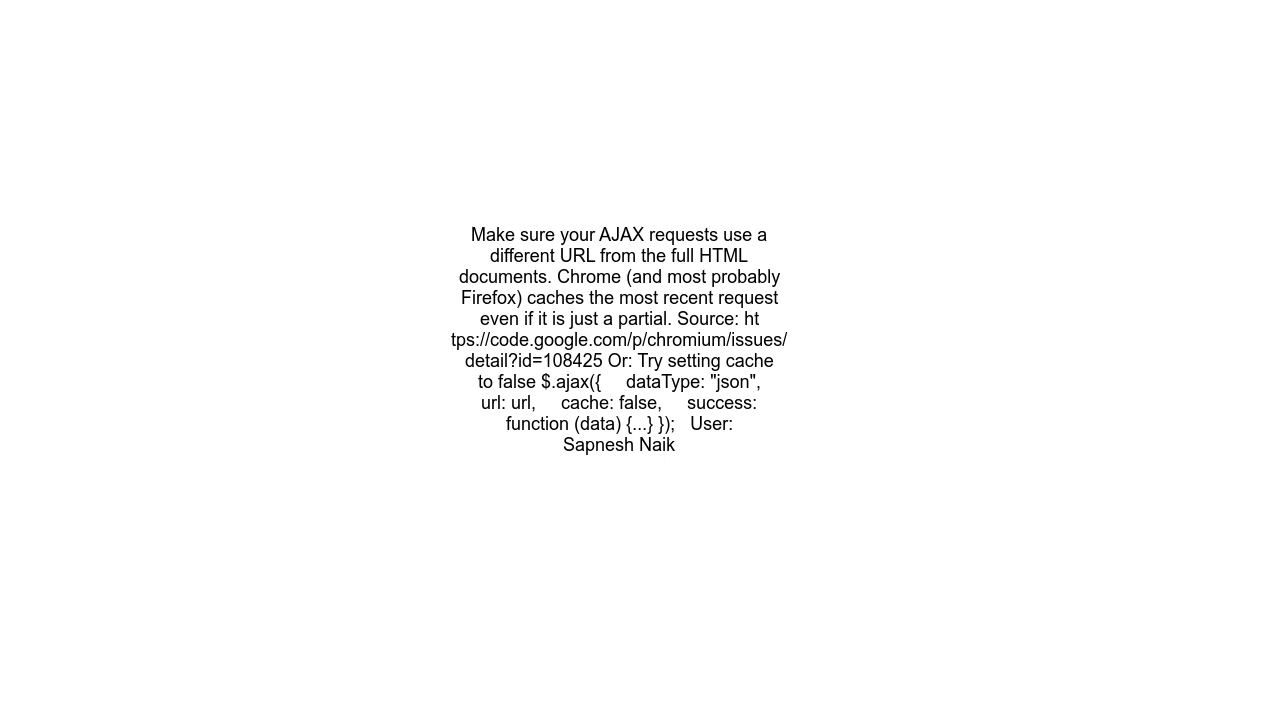 Make sure your AJAX requests use a
different URL from the full HTML
documents. Chrome (and most probably
Firefox) caches the most recent request
even if it is just a partial. Source: ht
tps://code.google.com/p/chromium/issues/
detail?id=108425 Or: Try setting cache
to false $.ajax({     dataType: "json",
url: url,     cache: false,     success:
function (data) {...} });   User:
Sapnesh Naik